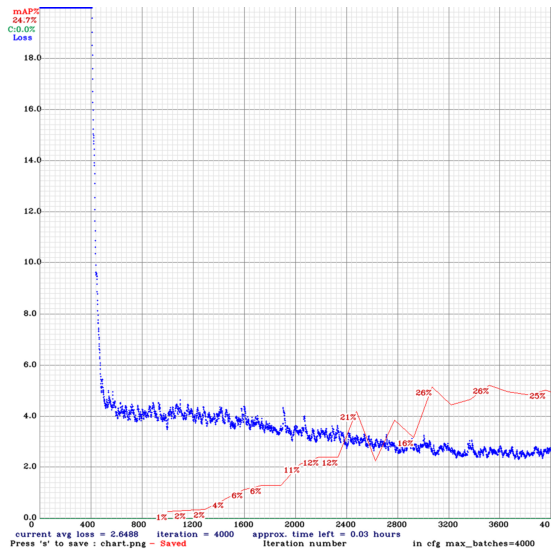 mAP%
24.7%
C:0.0%
Loss
18.0
16.0
14.0
12.0
10.0
8.0
6.0
4.0
2.0
0.0
1% 2% 2% 4% 6% 6% 11% 12% 12% 21% 16% 26% 26% 25%
0 400 800 1200 1600 2000 2400 2800 3200 3600 40
current avg loss = 2.6488 iteration = 4000 approx. time left = 0.03 hours
Press 's' to save : chart.png - Saved Iteration number in cfg max_batches=4000